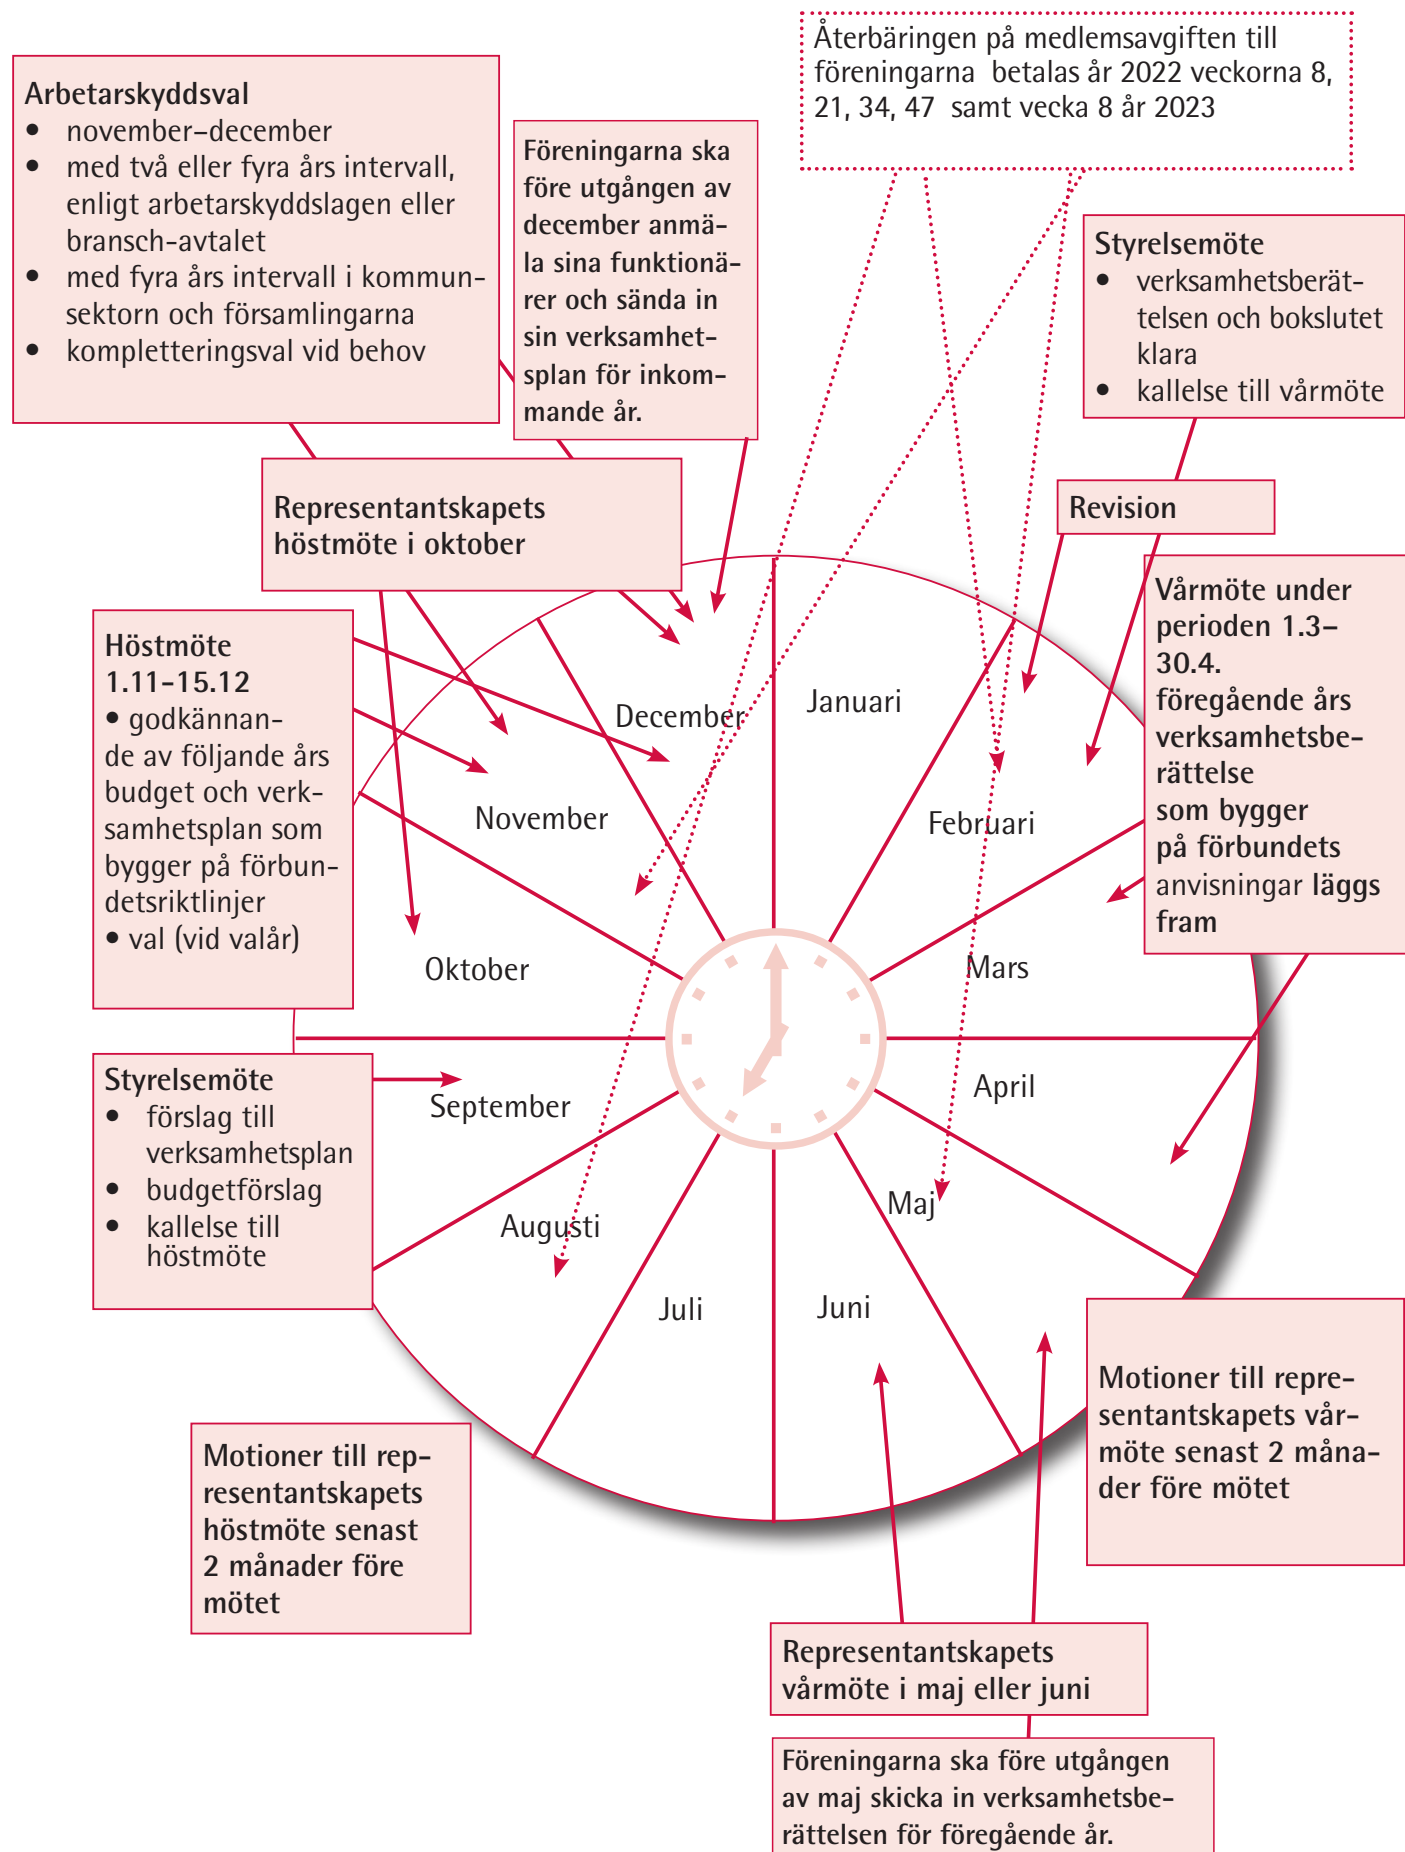 Återbäringen på medlemsavgiften till
föreningarna betalas år 2022 veckorna 8,
21, 34, 47 samt vecka 8 år 2023
Arbetarskyddsval
• november–december
• med två eller fyra års intervall,
enligt arbetarskyddslagen eller
bransch-avtalet
• med fyra års intervall i kommun-
sektorn och församlingarna
• kompletteringsval vid behov
Föreningarna ska
före utgången av
december anmä-
la sina funktionä-
rer och sända in
sin verksamhet-
splan för inkom-
mande år.
Styrelsemöte
• verksamhetsberät-
telsen och bokslutet
klara
• kallelse till vårmöte
Representantskapets
höstmöte i oktober
Revision
Vårmöte under
perioden 1.3–
30.4.
föregående års
verksamhetsbe-
rättelse
som bygger
på förbundets
anvisningar läggs
fram
Höstmöte
1.11-15.12
• godkännan-
de av följande års
budget och verk-
samhetsplan som
bygger på förbun-
detsriktlinjer
• val (vid valår)
Januari
Februari
Mars
April
Maj
Juni
Juli
Augusti
September
Oktober
November
December
Styrelsemöte
• förslag till
verksamhetsplan
• budgetförslag
• kallelse till
höstmöte
Motioner till repre-
sentantskapets vår-
möte senast 2 måna-
der före mötet
Motioner till rep-
resentantskapets
höstmöte senast
2 månader före
mötet
Representantskapets
vårmöte i maj eller juni
Föreningarna ska före utgången
av maj skicka in verksamhetsbe-
rättelsen för föregående år.